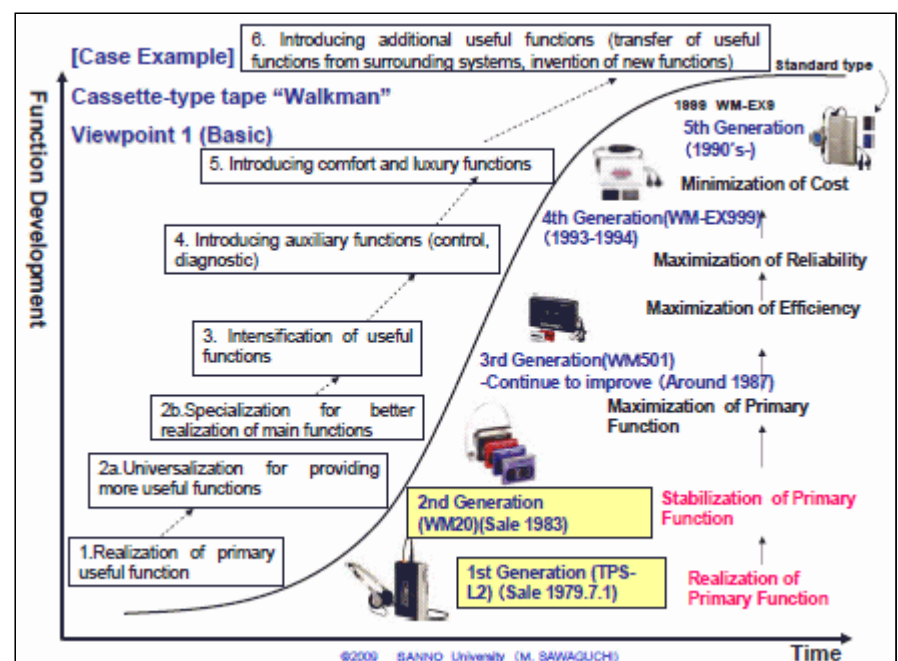 [Case Example]
Cassette-type tape “Walkman”
Viewpoint 1 (Basic)
6. Introducing additional useful functions (transfer of useful
functions from surrounding systems, invention of new functions)
5. Introducing comfort and luxury functions
4. Introducing auxiliary functions (control,
diagnostic)
3. Intensification of useful
functions
2b.Specialization for better
realization of main functions
2a.Universalization for providing
more useful functions
1.Realization of primary
useful function
Function Development
Standard type
1999 WM-EX9
5th Generation
(1990's-)
Minimization of Cost
4th Generation(WM-EX999)
(1993-1994)
Maximization of Reliability
Maximization of Efficiency
3rd Generation(WM501)
-Continue to improve (Around 1987)
Maximization of Primary
Function
2nd Generation
(WM20)(Sale 1983)
Stabilization of Primary
Function
1st Generation (TPS-
L2) (Sale 1979.7.1)
Realization of
Primary Function
Time
©2009 SANNO University (M. SAWAGUCHI)